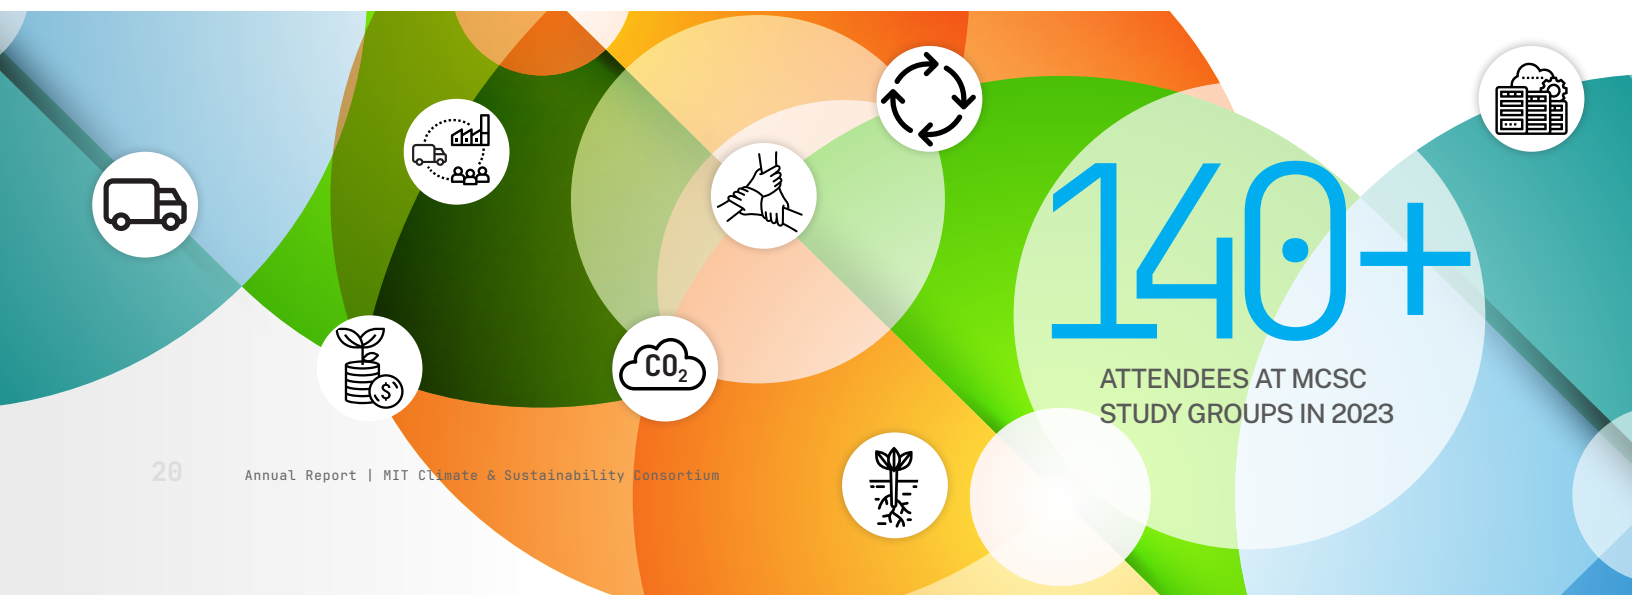 140+
ATTENDEES AT MCSC
STUDY GROUPS IN 2023
CO2
$
20 Annual Report | MIT Climate & Sustainability Consortium